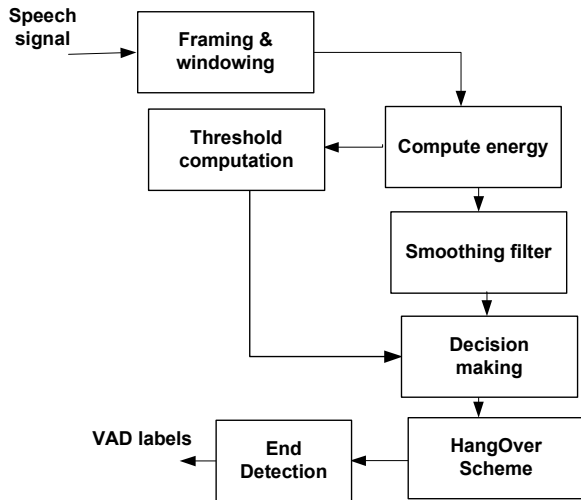 Speech
signal
Framing &
windowing
Threshold
computation
Compute energy
Smoothing filter
Decision
making
VAD labels
End
Detection
HangOver
Scheme